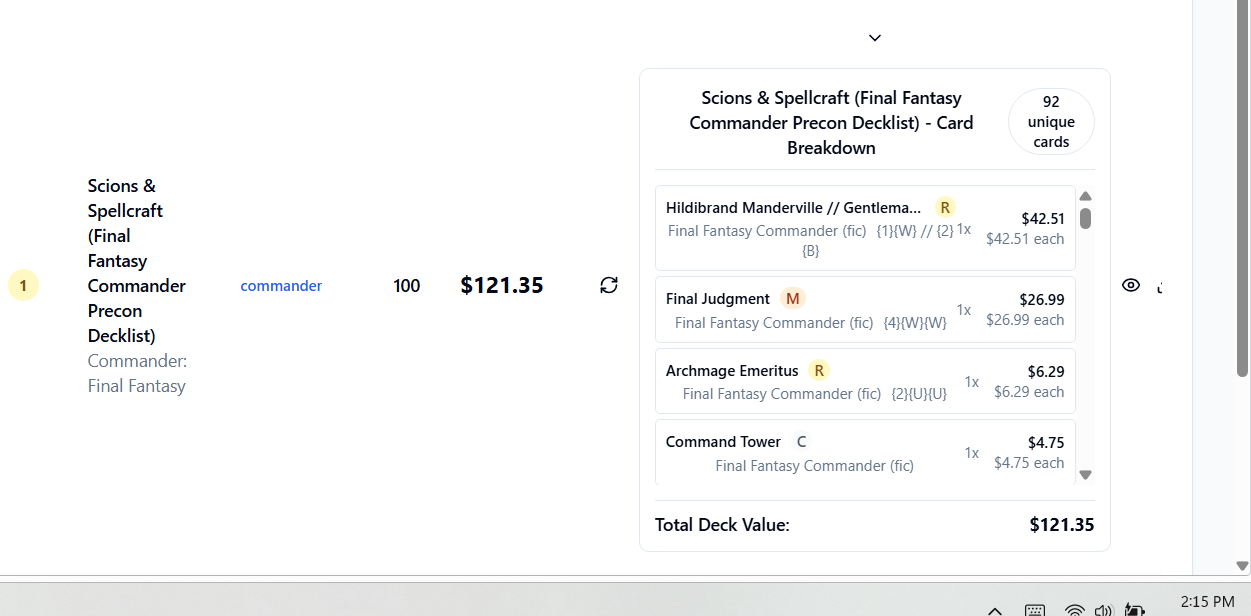 1
Scions &
Spellcraft
(Final
Fantasy
Commander
Precon
Decklist)
Commander:
Final Fantasy
commander
100
$121.35
Scions & Spellcraft (Final Fantasy
Commander Precon Decklist) - Card
Breakdown
92
unique
cards
Hildibrand Manderville // Gentlema... R
Final Fantasy Commander (fic) {1}{W} // {2}
{B}
1x
$42.51
$42.51 each
Final Judgment M
Final Fantasy Commander (fic) {4}{W}{W}
1x
$26.99
$26.99 each
Archmage Emeritus R
Final Fantasy Commander (fic) {2}{U}{U}
1x
$6.29
$6.29 each
Command Tower C
Final Fantasy Commander (fic)
1x
$4.75
$4.75 each
Total Deck Value: $121.35
2:15 PM